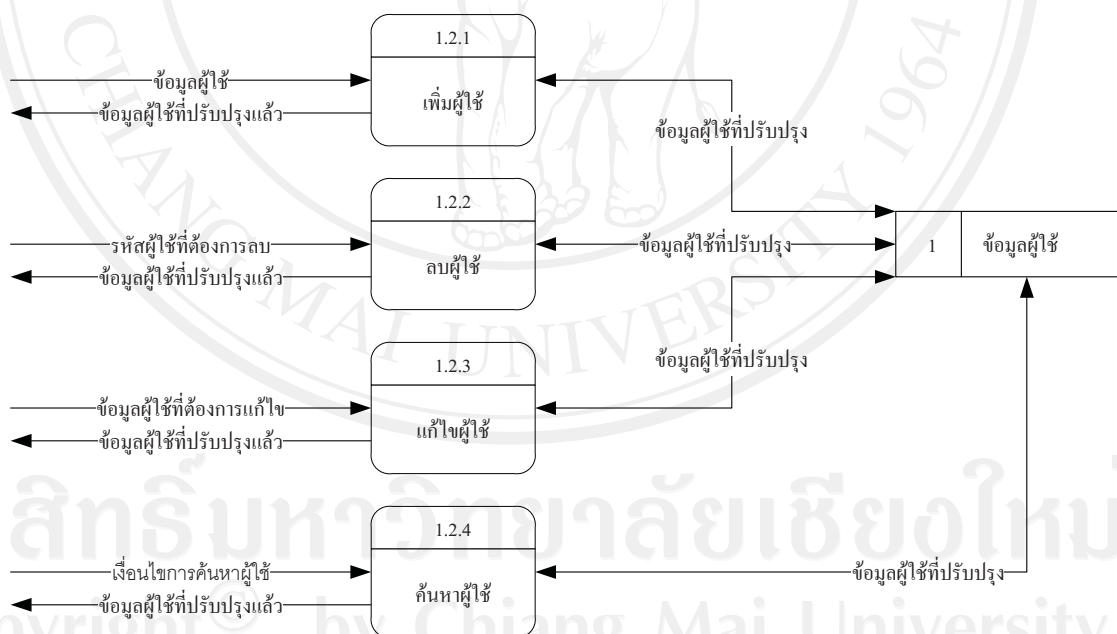 1.2.1
ข้อมูลผู้ใช้
เพิ่มผู้ใช้
ข้อมูลผู้ใช้ที่ปรับปรุงแล้ว
ข้อมูลผู้ใช้ที่ปรับปรุง
1.2.2
รหัสผู้ใช้ที่ต้องการลบ
ข้อมูลผู้ใช้ที่ปรับปรุง
1
ข้อมูลผู้ใช้
ลบผู้ใช้
ข้อมูลผู้ใช้ที่ปรับปรุงแล้ว
1.2.3
ข้อมูลผู้ใช้ที่ปรับปรุง
ข้อมูลผู้ใช้ที่ต้องการแก้ไข
แก้ไขผู้ใช้
ข้อมูลผู้ใช้ที่ปรับปรุงแล้ว
1.2.4
เงื่อนไขการค้นหาผู้ใช้
ข้อมูลผู้ใช้ที่ปรับปรุง
ค้นหาผู้ใช้
ข้อมูลผู้ใช้ที่ปรับปรุงแล้ว
CHIANG MAI UNIVERSITY 1964
สิทธิ์มหาวิทยาลัยเชียงใหม่
pyright © by Chiang Mai University